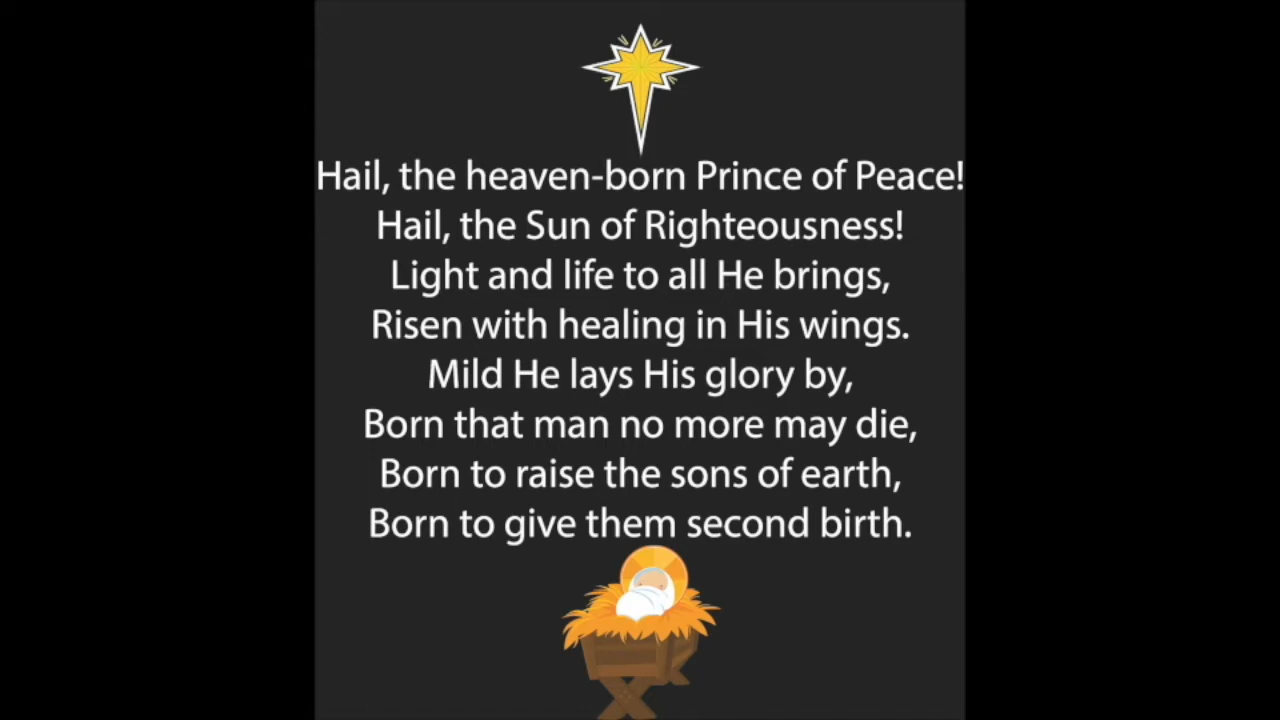 Hail, the heaven-born Prince of Peace!
Hail, the Sun of Righteousness!
Light and life to all He brings,
Risen with healing in His wings.
Mild He lays His glory by,
Born that man no more may die,
Born to raise the sons of earth,
Born to give them second birth.